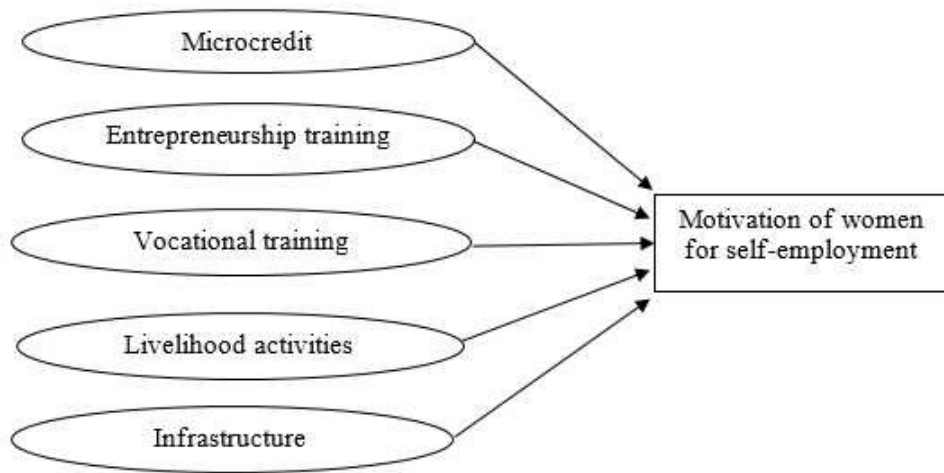 Microcredit
Entrepreneurship training
Vocational training
Livelihood activities
Infrastructure
Motivation of women
for self-employment